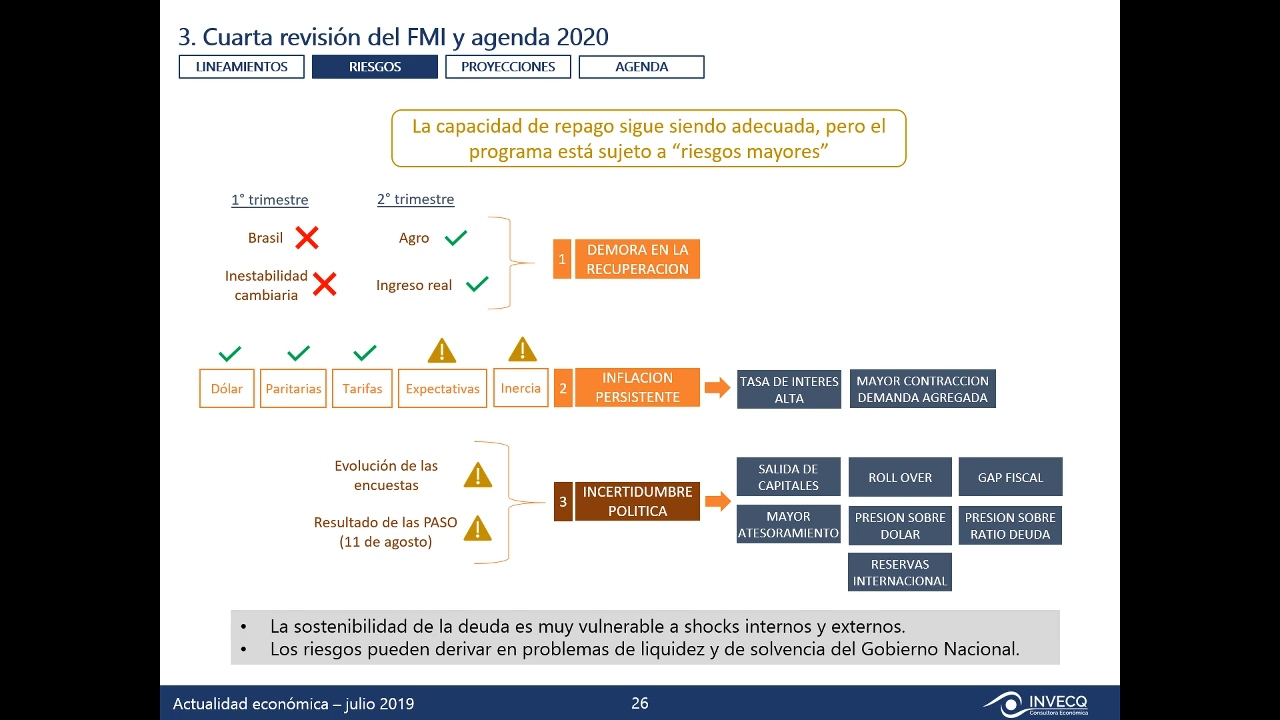 3. Cuarta revisión del FMI y agenda 2020
LINEAMIENTOS
RIESGOS
PROYECCIONES
AGENDA
La capacidad de repago sigue siendo adecuada, pero el
programa está sujeto a “riesgos mayores”
1° trimestre
2° trimestre
Brasil
Agro
Inestabilidad
cambiaria
Ingreso real
1
DEMORA EN LA
RECUPERACION
Dólar
Paritarias
Tarifas
Expectativas
Inercia
2
INFLACION
PERSISTENTE
TASA DE INTERES
ALTA
MAYOR CONTRACCION
DEMANDA AGREGADA
Evolución de las
encuestas
Resultado de las PASO
(11 de agosto)
3
INCERTIDUMBRE
POLITICA
SALIDA DE
CAPITALES
ROLL OVER
GAP FISCAL
MAYOR
ATESORAMIENTO
PRESION SOBRE
DOLAR
PRESION SOBRE
RATIO DEUDA
RESERVAS
INTERNACIONAL
• La sostenibilidad de la deuda es muy vulnerable a shocks internos y externos.
• Los riesgos pueden derivar en problemas de liquidez y de solvencia del Gobierno Nacional.
Actualidad económica – julio 2019
26
INVECQ
Consultora Económica